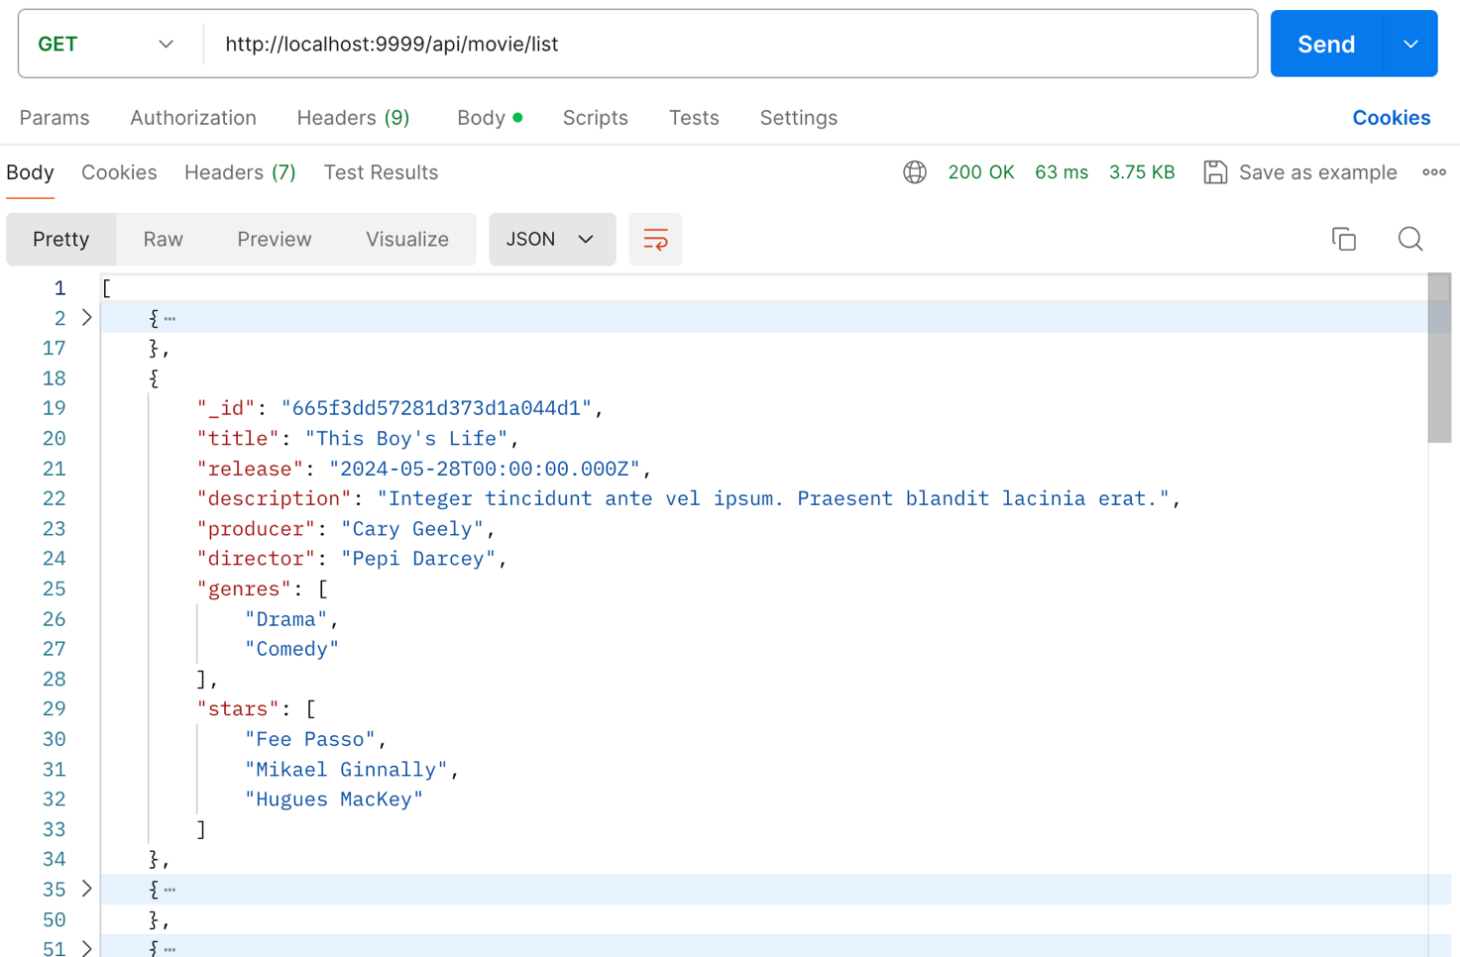 GET http://localhost:9999/api/movie/list Send
Params Authorization Headers (9) Body Scripts Tests Settings Cookies
Body Cookies Headers (7) Test Results 200 OK 63 ms 3.75 KB Save as example
Pretty Raw Preview Visualize JSON
1 [
2 { ⋯
17 },
18 {
19 "_id": "665f3dd57281d373d1a044d1",
20 "title": "This Boy's Life",
21 "release": "2024-05-28T00:00:00.000Z",
22 "description": "Integer tincidunt ante vel ipsum. Praesent blandit lacinia erat.",
23 "producer": "Cary Geely",
24 "director": "Pepi Darcey",
25 "genres": [
26 "Drama",
27 "Comedy"
28 ],
29 "stars": [
30 "Fee Passo",
31 "Mikael Ginnally",
32 "Hugues MacKey"
33 ]
34 },
35 { ⋯
50 },
51 { ⋯